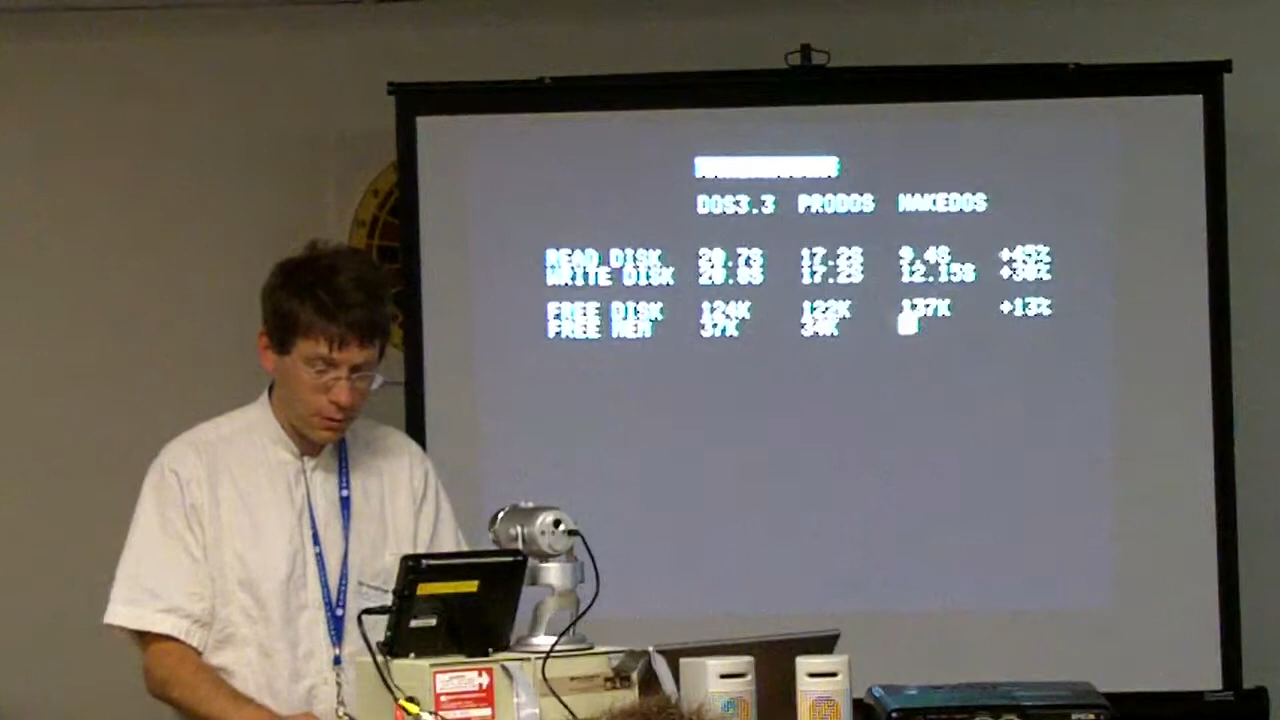 DOS3.3 PRODOS NAKEDOS
READ DISK 20.7S 17.2S 9.4S +45%
WRITE DISK 20.8S 17.2S 12.15S +30%
FREE DISK 124K 122K 137K +13%
FREE MEM 37K 34K